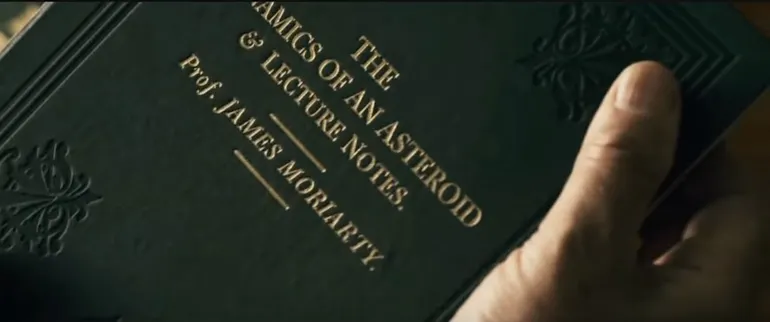 THE
AMICS OF AN ASTEROID
& LECTURE NOTES.
Prof. JAMES MORIARTY.